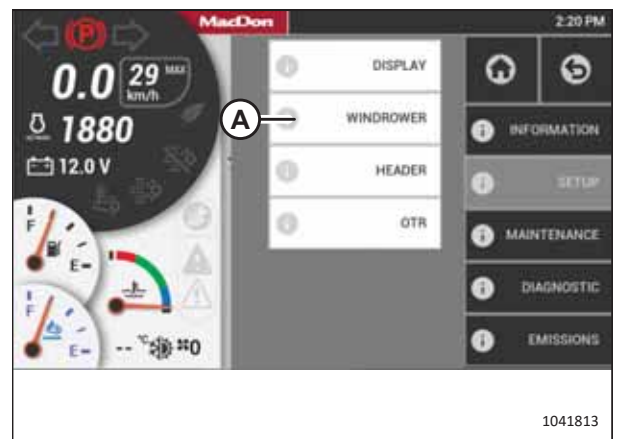 MacDon
2:20 PM
P
0.0
29 MAX
km/h
1880
12.0 V
F
E
F
E
-- °C
0
DISPLAY
A
WINDROWER
HEADER
OTR
INFORMATION
SETUP
MAINTENANCE
DIAGNOSTIC
EMISSIONS
1041813